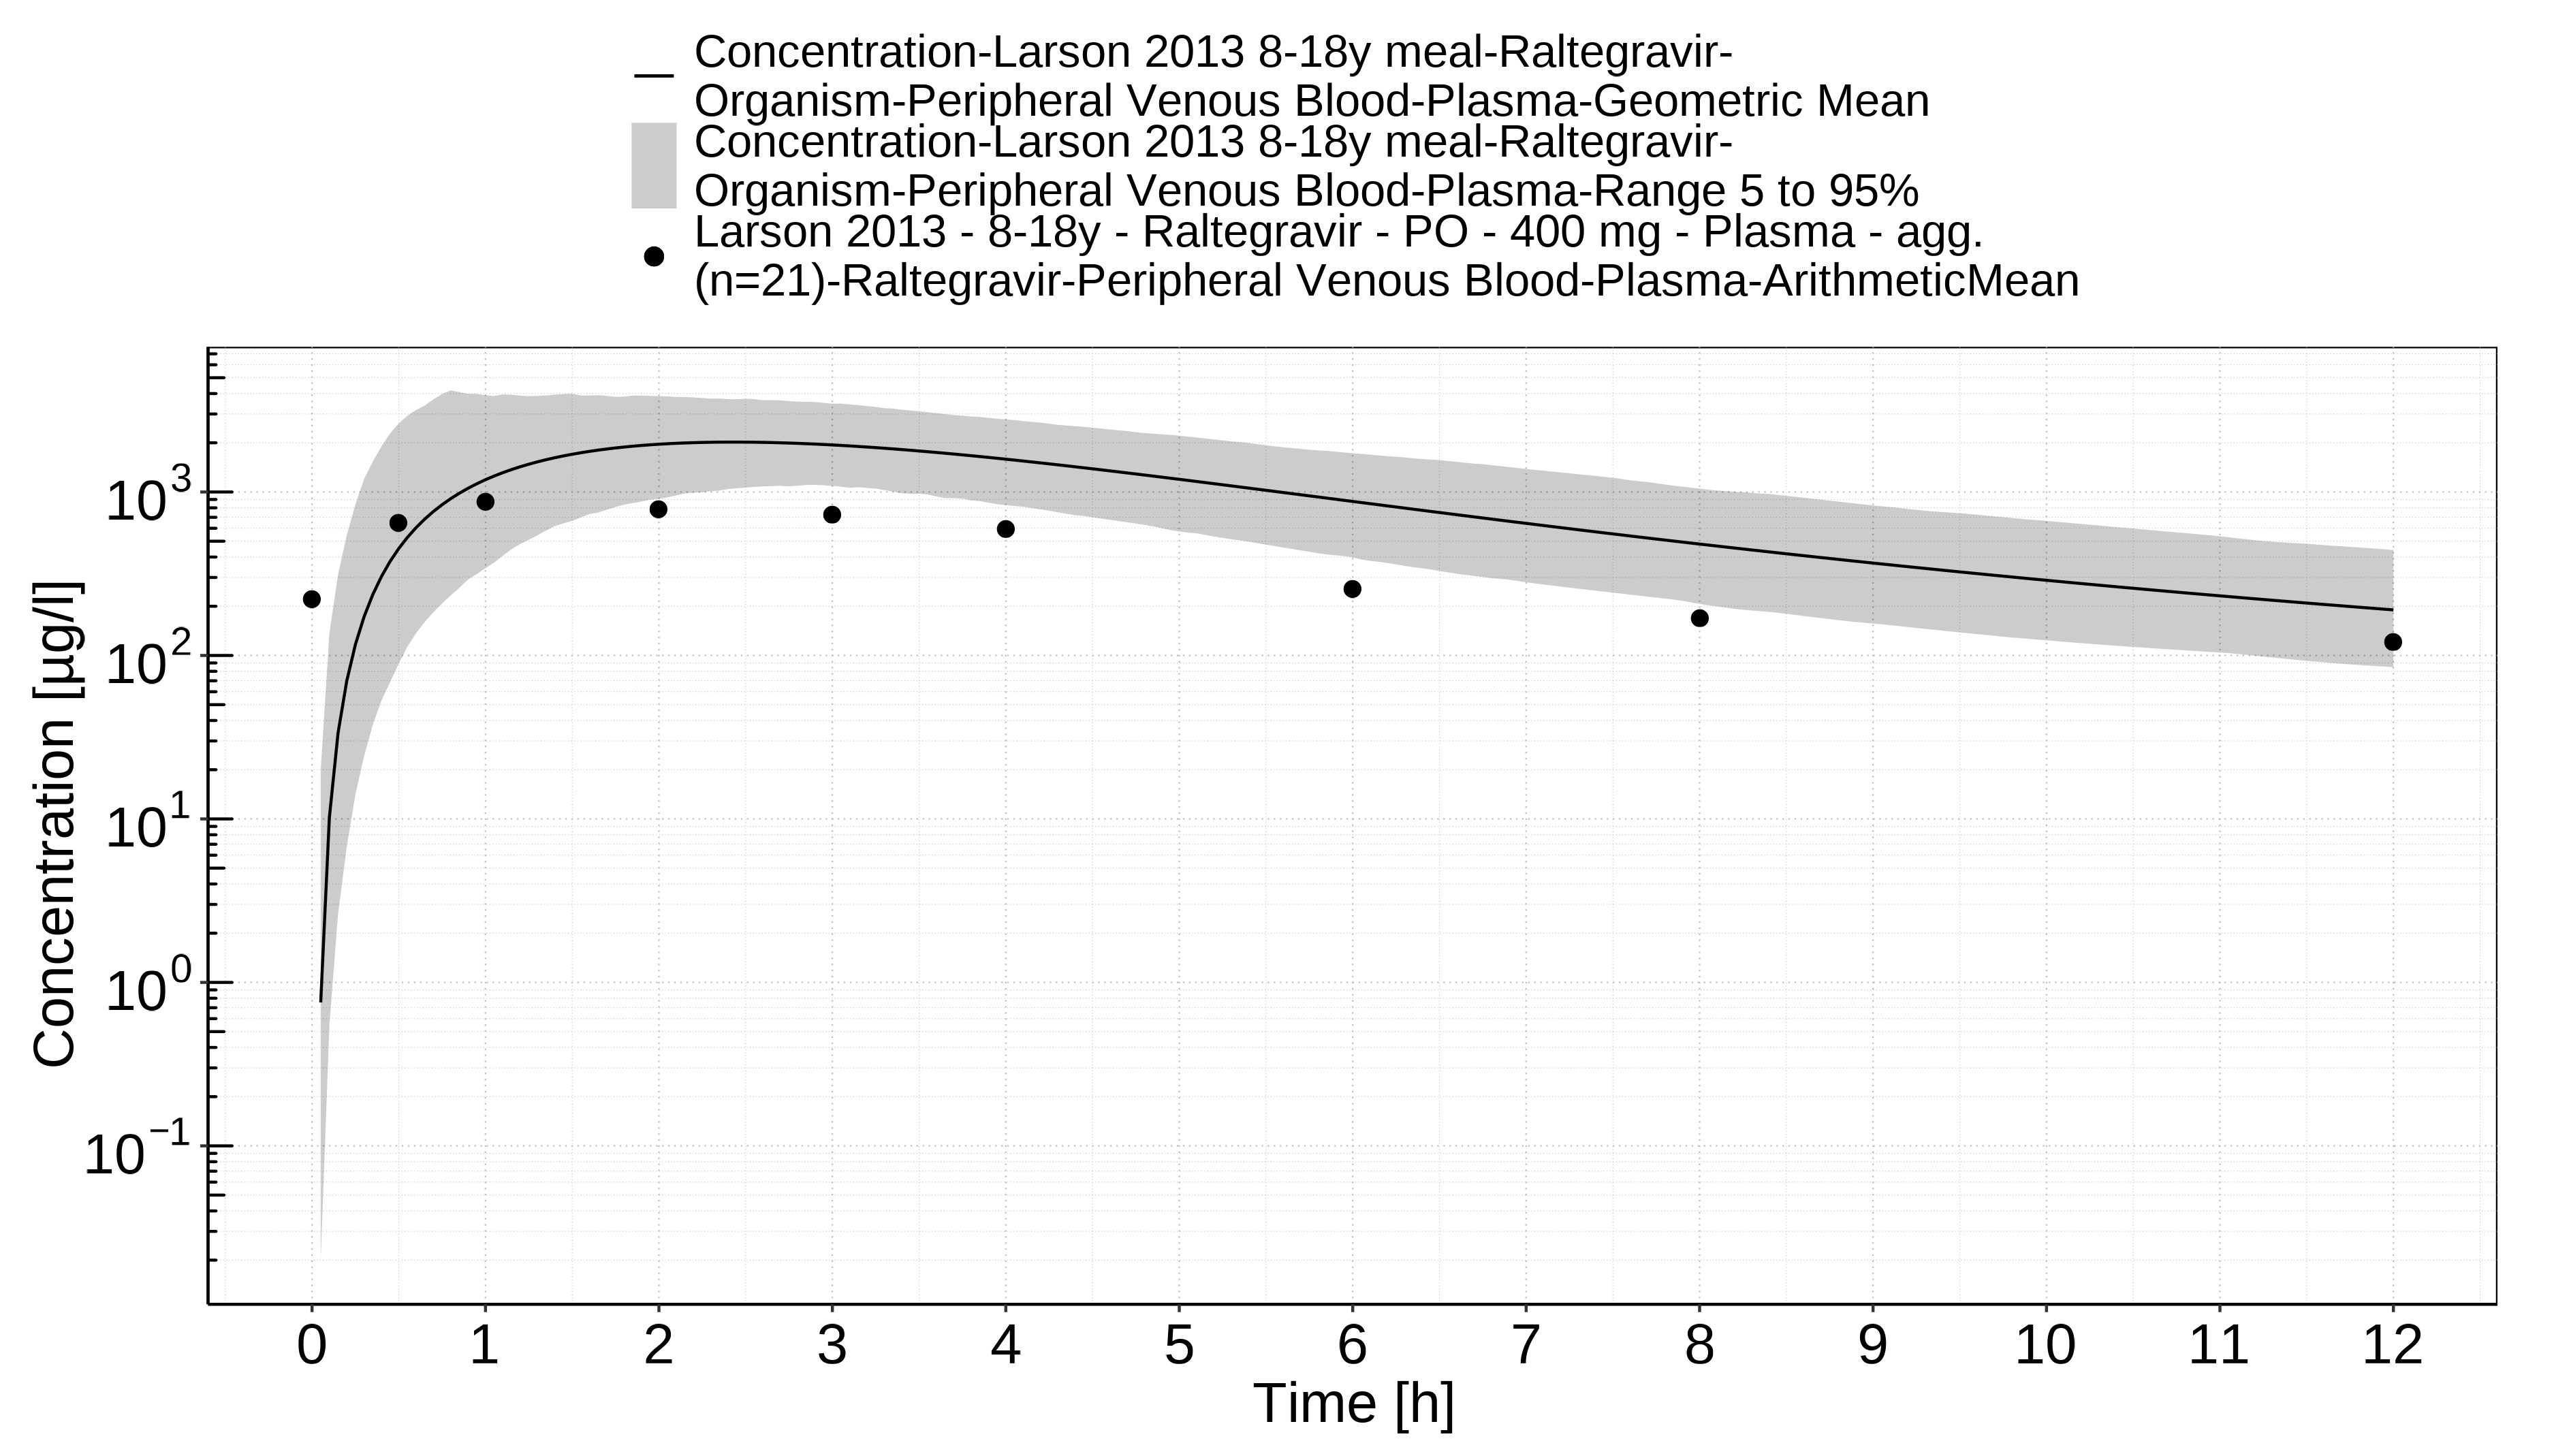 Concentration-Larson 2013 8-18y meal-Raltegravir-
Organism-Peripheral Venous Blood-Plasma-Geometric Mean
Concentration-Larson 2013 8-18y meal-Raltegravir-
Organism-Peripheral Venous Blood-Plasma-Range 5 to 95%
Larson 2013 - 8-18y - Raltegravir - PO - 400 mg - Plasma - agg.
(n=21)-Raltegravir-Peripheral Venous Blood-Plasma-ArithmeticMean
Concentration [µg/l]
10³
10²
10¹
10⁰
10⁻¹
0 1 2 3 4 5 6 7 8 9 10 11 12
Time [h]